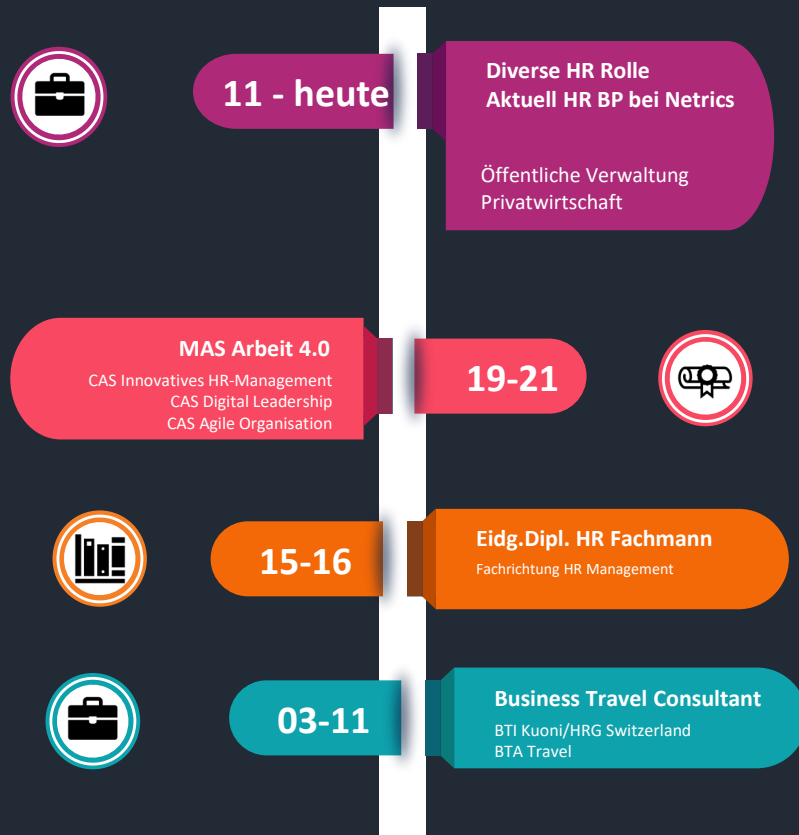 11 - heute
Diverse HR Rolle
Aktuell HR BP bei Netrics
Öffentliche Verwaltung
Privatwirtschaft
MAS Arbeit 4.0
CAS Innovatives HR-Management
CAS Digital Leadership
CAS Agile Organisation
19-21
15-16
Eidg.Dipl. HR Fachmann
Fachrichtung HR Management
03-11
Business Travel Consultant
BTI Kuoni/HRG Switzerland
BTA Travel